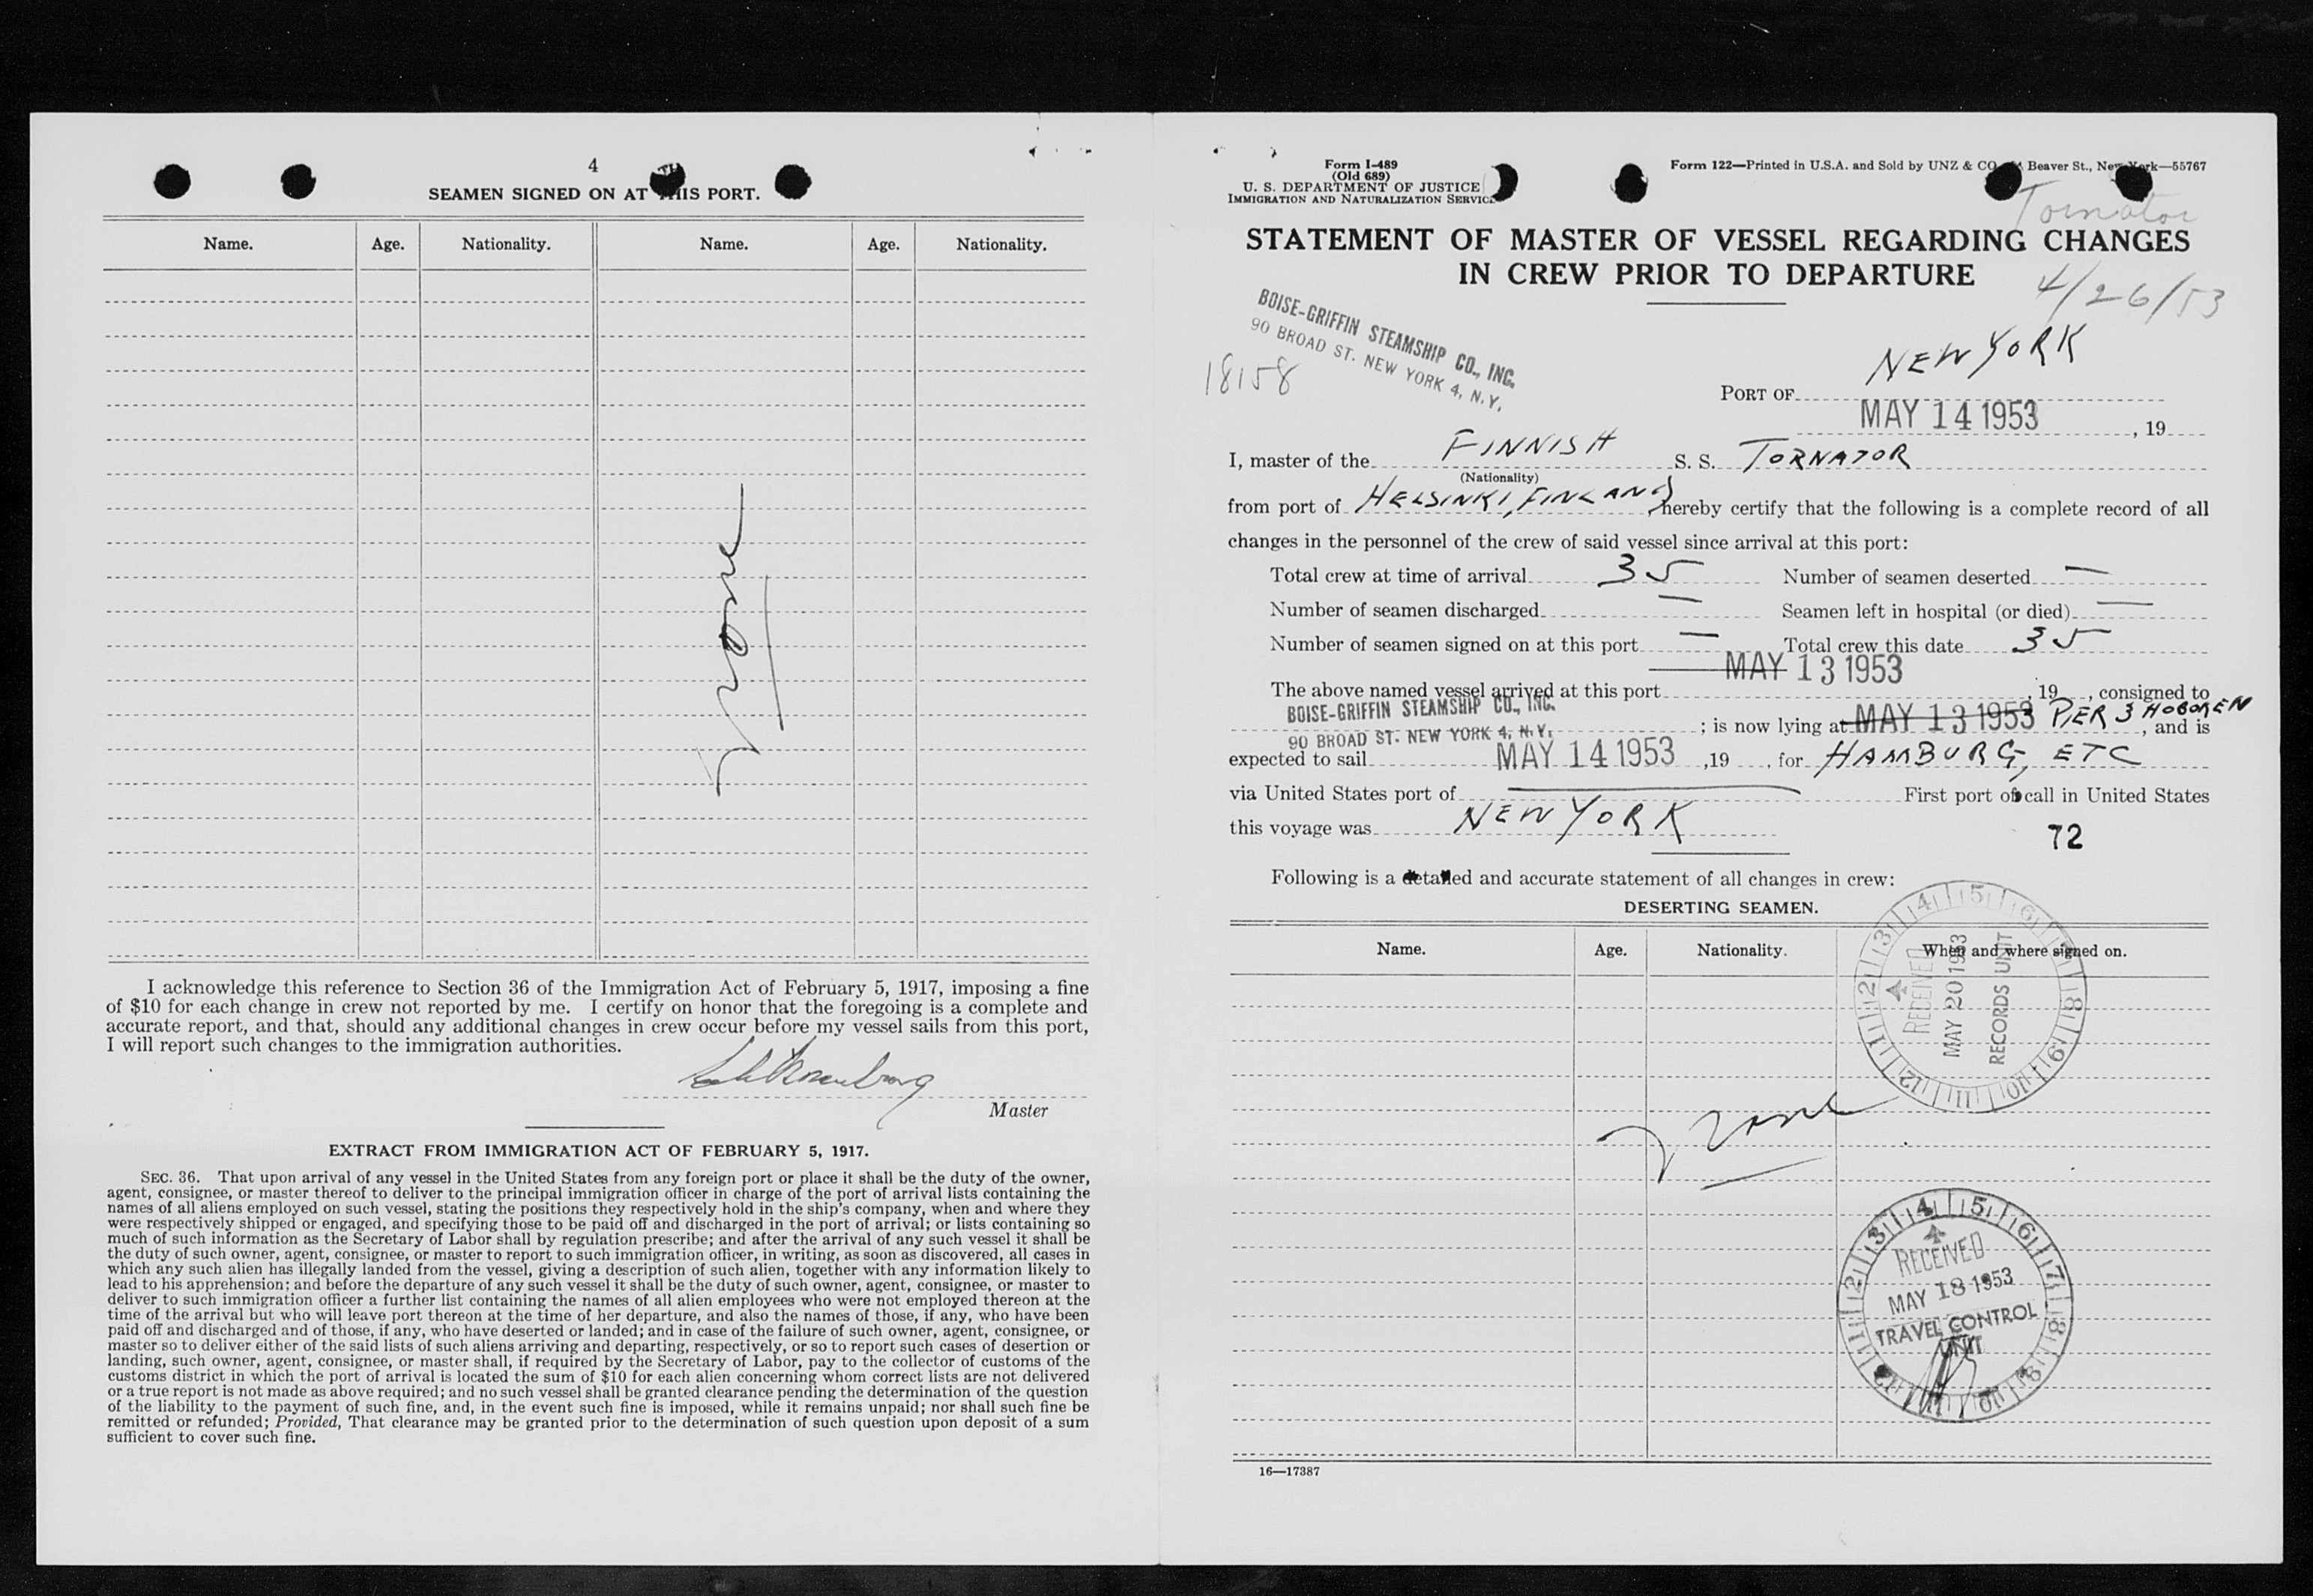 4
SEAMEN SIGNED ON AT THIS PORT.
Name. Age. Nationality. Name. Age. Nationality.
None
I acknowledge this reference to Section 36 of the Immigration Act of February 5, 1917, imposing a fine
of $10 for each change in crew not reported by me. I certify on honor that the foregoing is a complete and
accurate report, and that, should any additional changes in crew occur before my vessel sails from this port,
I will report such changes to the immigration authorities.
Master
EXTRACT FROM IMMIGRATION ACT OF FEBRUARY 5, 1917.
SEC. 36. That upon arrival of any vessel in the United States from any foreign port or place it shall be the duty of the owner,
agent, consignee, or master thereof to deliver to the principal immigration officer in charge of the port of arrival lists containing the
names of all aliens employed on such vessel, stating the positions they respectively hold in the ship's company, when and where they
were respectively shipped or engaged, and specifying those to be paid off and discharged in the port of arrival; or lists containing so
much of such information as the Secretary of Labor shall by regulation prescribe; and after the arrival of any such vessel it shall be
the duty of such owner, agent, consignee, or master to report to such immigration officer, in writing, as soon as discovered, all cases in
which any such alien has illegally landed from the vessel, giving a description of such alien, together with any information likely to
lead to his apprehension; and before the departure of any such vessel it shall be the duty of such owner, agent, consignee, or master to
deliver to such immigration officer a further list containing the names of all alien employees who were not employed thereon at the
time of the arrival but who will leave port thereon at the time of her departure, and also the names of those, if any, who have been
paid off and discharged and of those, if any, who have deserted or landed; and in case of the failure of such owner, agent, consignee, or
master so to deliver either of the said lists of such aliens arriving and departing, respectively, or so to report such cases of desertion or
landing, such owner, agent, consignee, or master shall, if required by the Secretary of Labor, pay to the collector of customs of the
customs district in which the port of arrival is located the sum of $10 for each alien concerning whom correct lists are not delivered
or a true report is not made as above required; and no such vessel shall be granted clearance pending the determination of the question
of the liability to the payment of such fine, and, in the event such fine is imposed, while it remains unpaid; nor shall such fine be
remitted or refunded; Provided, That clearance may be granted prior to the determination of such question upon deposit of a sum
sufficient to cover such fine.
Form I-489
(Old 689)
U. S. DEPARTMENT OF JUSTICE
IMMIGRATION AND NATURALIZATION SERVICE
Form 122—Printed in U.S.A. and Sold by UNZ & CO. Beaver St., New York—55767
Tornator
STATEMENT OF MASTER OF VESSEL REGARDING CHANGES
IN CREW PRIOR TO DEPARTURE
4/26/53
BOISE-GRIFFIN STEAMSHIP CO., INC.
90 BROAD ST. NEW YORK 4, N.Y.
18158
PORT OF NEW YORK
MAY 14 1953, 19
I, master of the FINNISH S. S. TORNATOR
(Nationality)
from port of HELSINKI, FINLAND, hereby certify that the following is a complete record of all
changes in the personnel of the crew of said vessel since arrival at this port:
Total crew at time of arrival 35 Number of seamen deserted —
Number of seamen discharged — Seamen left in hospital (or died) —
Number of seamen signed on at this port — Total crew this date 35
The above named vessel arrived at this port MAY 13 1953, 19, consigned to
BOISE-GRIFFIN STEAMSHIP CO., INC.
90 BROAD ST. NEW YORK 4, N.Y. ; is now lying at MAY 13 1953 PIER 3 HOBOKEN, and is
expected to sail MAY 14 1953, 19, for HAMBURG, ETC
via United States port of — First port of call in United States
this voyage was NEW YORK
72
Following is a detailed and accurate statement of all changes in crew:
DESERTING SEAMEN.
Name. Age. Nationality. When and where signed on.
RECEIVED
MAY 20 1953
RECORDS UNIT
1 2 3 4 5 6 7 8 9 10 11 12
None
RECEIVED
MAY 18 1953
TRAVEL CONTROL
UNIT
1 2 3 4 5 6 7 8 9 10 11 12
16—17387